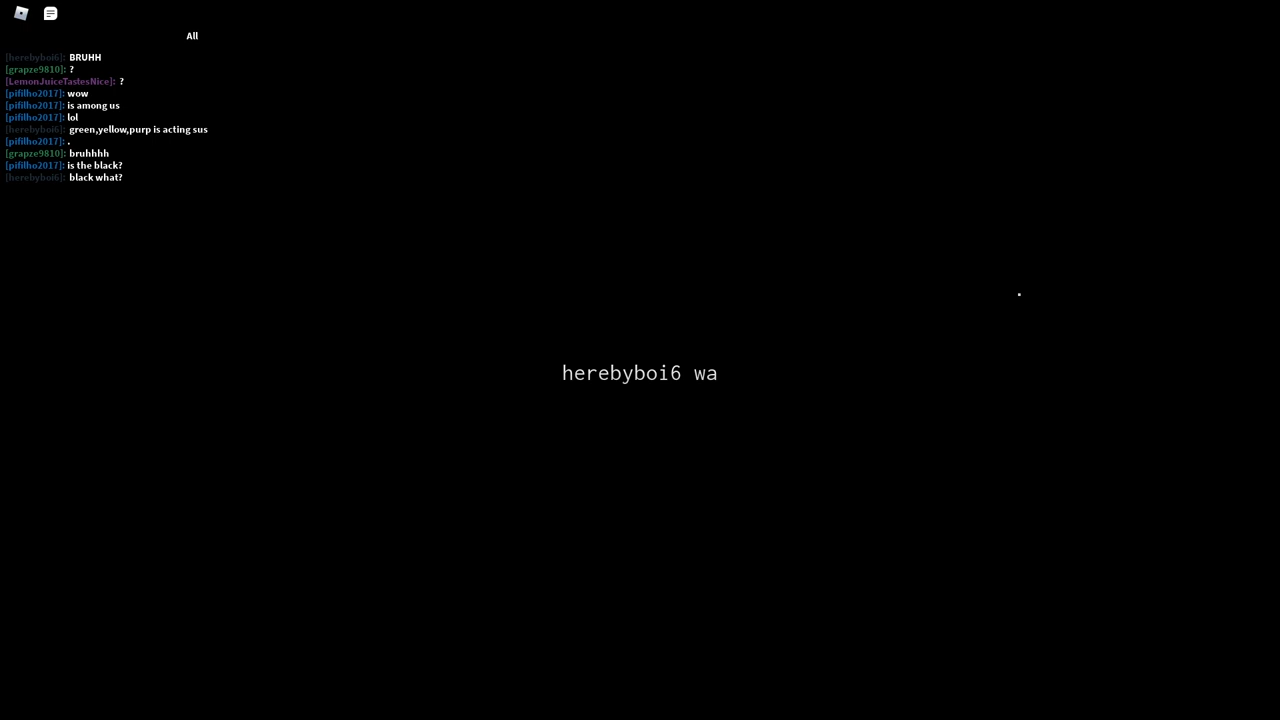 All
[herebyboi6]: BRUHH
[grapze9810]: ?
[LemonJuiceTastesNice]: ?
[pifilho2017]: wow
[pifilho2017]: is among us
[pifilho2017]: lol
[herebyboi6]: green,yellow,purp is acting sus
[pifilho2017]: .
[grapze9810]: bruhhhh
[pifilho2017]: is the black?
[herebyboi6]: black what?
herebyboi6 wa